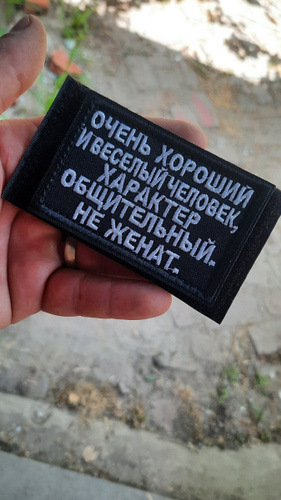 ОЧЕНЬ ХОРОШИЙ
И ВЕСЕЛЫЙ ЧЕЛОВЕК,
ХАРАКТЕР
ОБЩИТЕЛЬНЫЙ.
НЕ ЖЕНАТ.